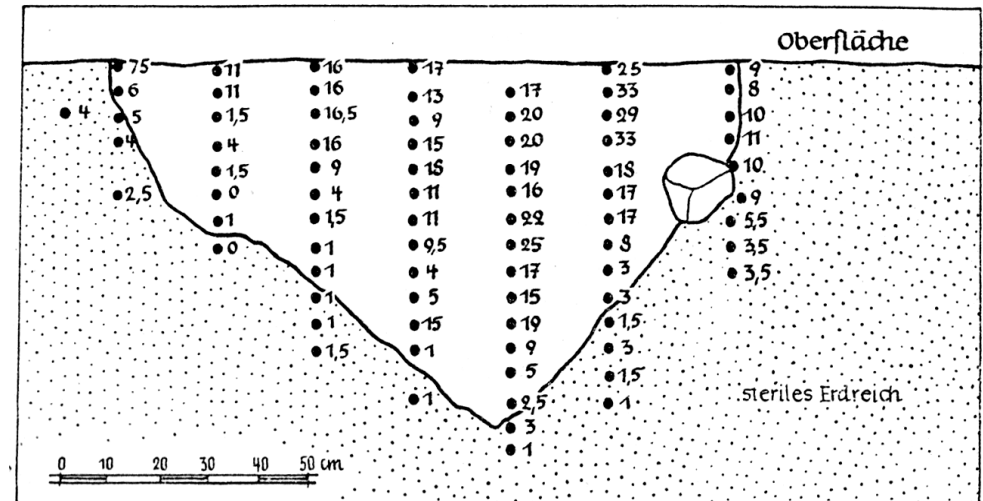 Oberfläche
75 11 16 17 25 9
6 11 16 13 17 33 8
4 5 1,5 16,5 9 20 29 10
4 4 16 15 20 33 11
1,5 9 18 19 18 10
2,5 0 4 11 16 17 9
1 1,5 11 22 17 5,5
0 1 9,5 25 8 3,5
1 4 17 3 3,5
1 5 15 3
1 15 19 1,5
1,5 1 9 3
5 1,5
steriles Erdreich
1 2,5 1
3
1
0 10 20 30 40 50 cm